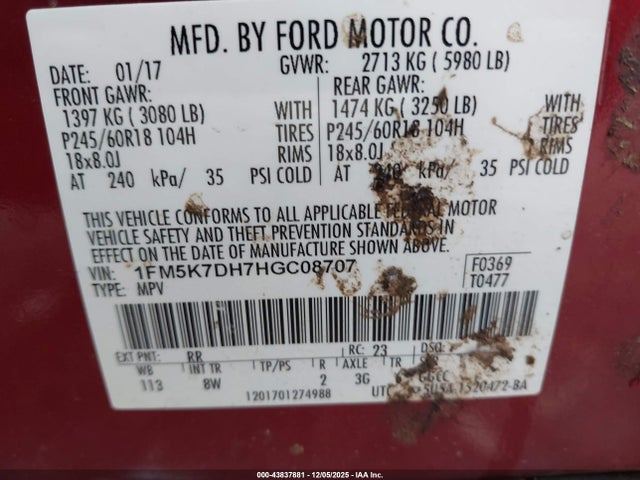 MFD. BY FORD MOTOR CO.
DATE: 01/17 GVWR: 2713 KG ( 5980 LB)
FRONT GAWR: REAR GAWR:
1397 KG ( 3080 LB) WITH 1474 KG ( 3250 LB) WITH
P245/60R18 104H TIRES P245/60R18 104H TIRES
18x8.0J RIMS 18x8.0J RIMS
AT 240 kPa/ 35 PSI COLD AT 240 kPa/ 35 PSI COLD
THIS VEHICLE CONFORMS TO ALL APPLICABLE FEDERAL MOTOR
VEHICLE SAFETY AND THEFT PREVENTION STANDARDS IN
EFFECT ON THE DATE OF MANUFACTURE SHOWN ABOVE.
VIN: 1FM5K7DH7HGC08707 F0369
TYPE: MPV T0477
EXT PNT: RR RC: 23 DSO:
WB INT TR TP/PS R AXLE TR
113 8W 2 3G
1201701274988 UTC
00-43837881 - 12/05/2025 - IAA Inc.